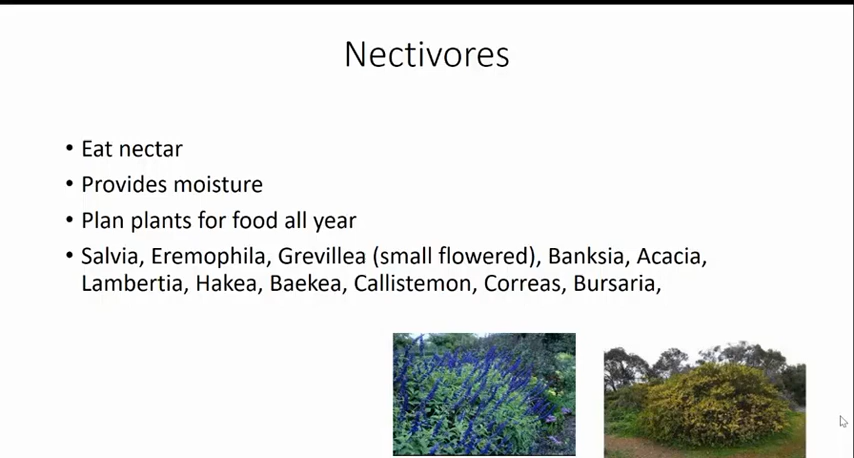 Nectivores
• Eat nectar
• Provides moisture
• Plan plants for food all year
• Salvia, Eremophila, Grevillea (small flowered), Banksia, Acacia,
Lambertia, Hakea, Baekea, Callistemon, Correas, Bursaria,